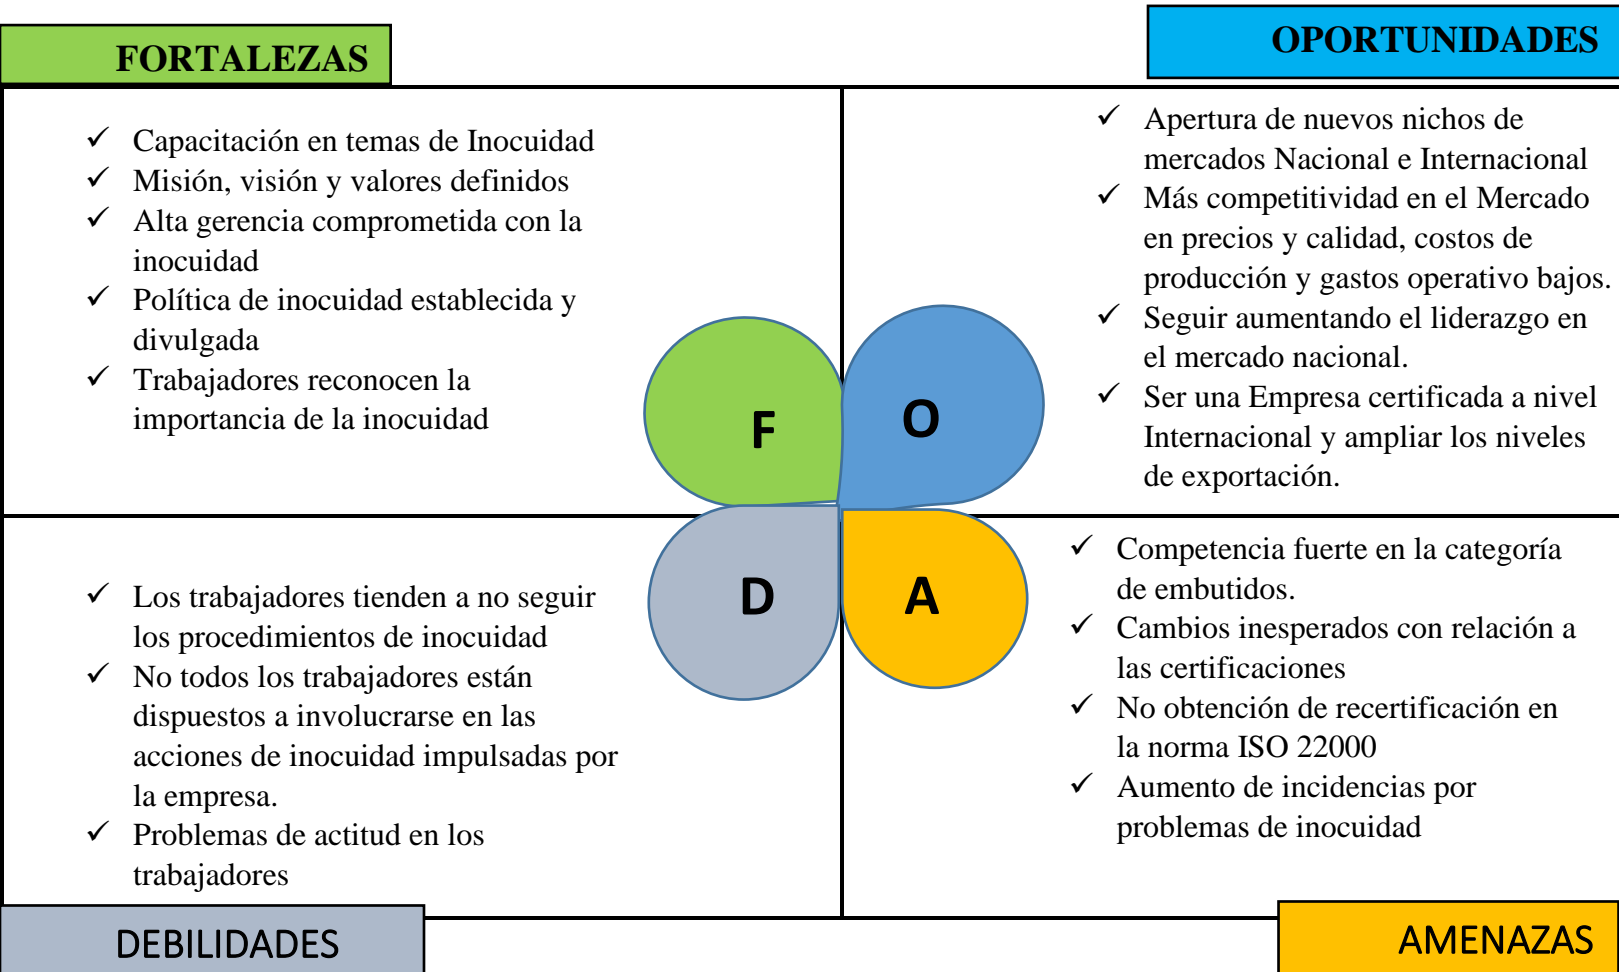 FORTALEZAS
Capacitación en temas de Inocuidad
Misión, visión y valores definidos
Alta gerencia comprometida con la
inocuidad
Política de inocuidad establecida y
divulgada
Trabajadores reconocen la
importancia de la inocuidad
OPORTUNIDADES
Apertura de nuevos nichos de
mercados Nacional e Internacional
Más competitividad en el Mercado
en precios y calidad, costos de
producción y gastos operativo bajos.
Seguir aumentando el liderazgo en
el mercado nacional.
Ser una Empresa certificada a nivel
Internacional y ampliar los niveles
de exportación.
F
O
D
A
Los trabajadores tienden a no seguir
los procedimientos de inocuidad
No todos los trabajadores están
dispuestos a involucrarse en las
acciones de inocuidad impulsadas por
la empresa.
Problemas de actitud en los
trabajadores
DEBILIDADES
Competencia fuerte en la categoría
de embutidos.
Cambios inesperados con relación a
las certificaciones
No obtención de recertificación en
la norma ISO 22000
Aumento de incidencias por
problemas de inocuidad
AMENAZAS